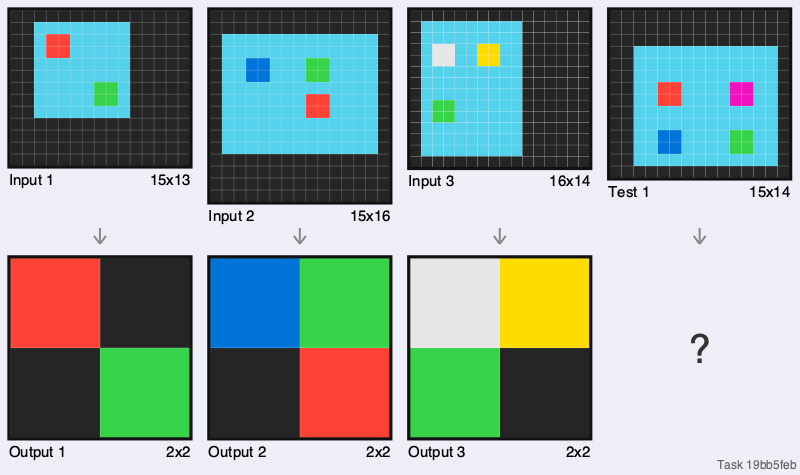 Input 1 15x13
Input 2 15x16
Input 3 16x14
Test 1 15x14
?
Output 1 2x2
Output 2 2x2
Output 3 2x2
Task 19bb5feb